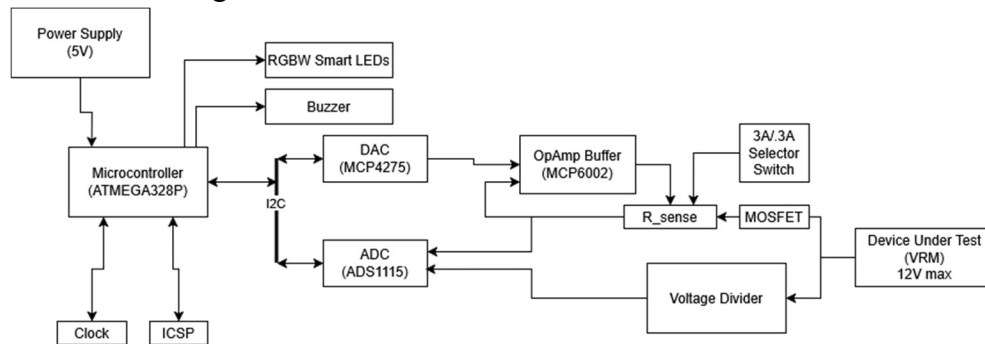 Power Supply
(5V)
RGBW Smart LEDs
Buzzer
Microcontroller
(ATMEGA328P)
I2C
DAC
(MCP4275)
OpAmp Buffer
(MCP6002)
3A/.3A
Selector
Switch
R_sense
MOSFET
ADC
(ADS1115)
Voltage Divider
Device Under Test
(VRM)
12V max
Clock
ICSP